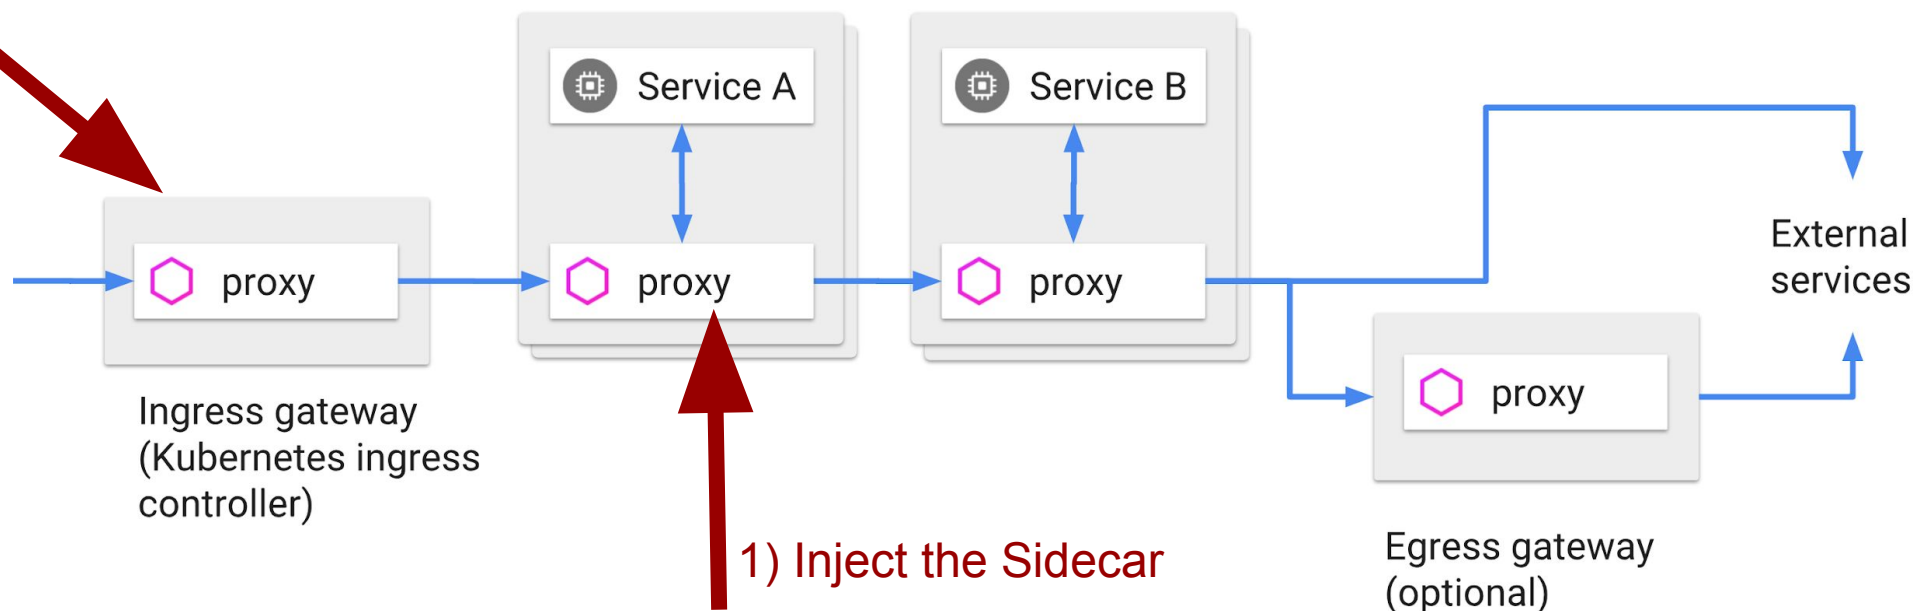 Service A
Service B
proxy
proxy
proxy
External
services
proxy
Ingress gateway
(Kubernetes ingress
controller)
1) Inject the Sidecar
Egress gateway
(optional)